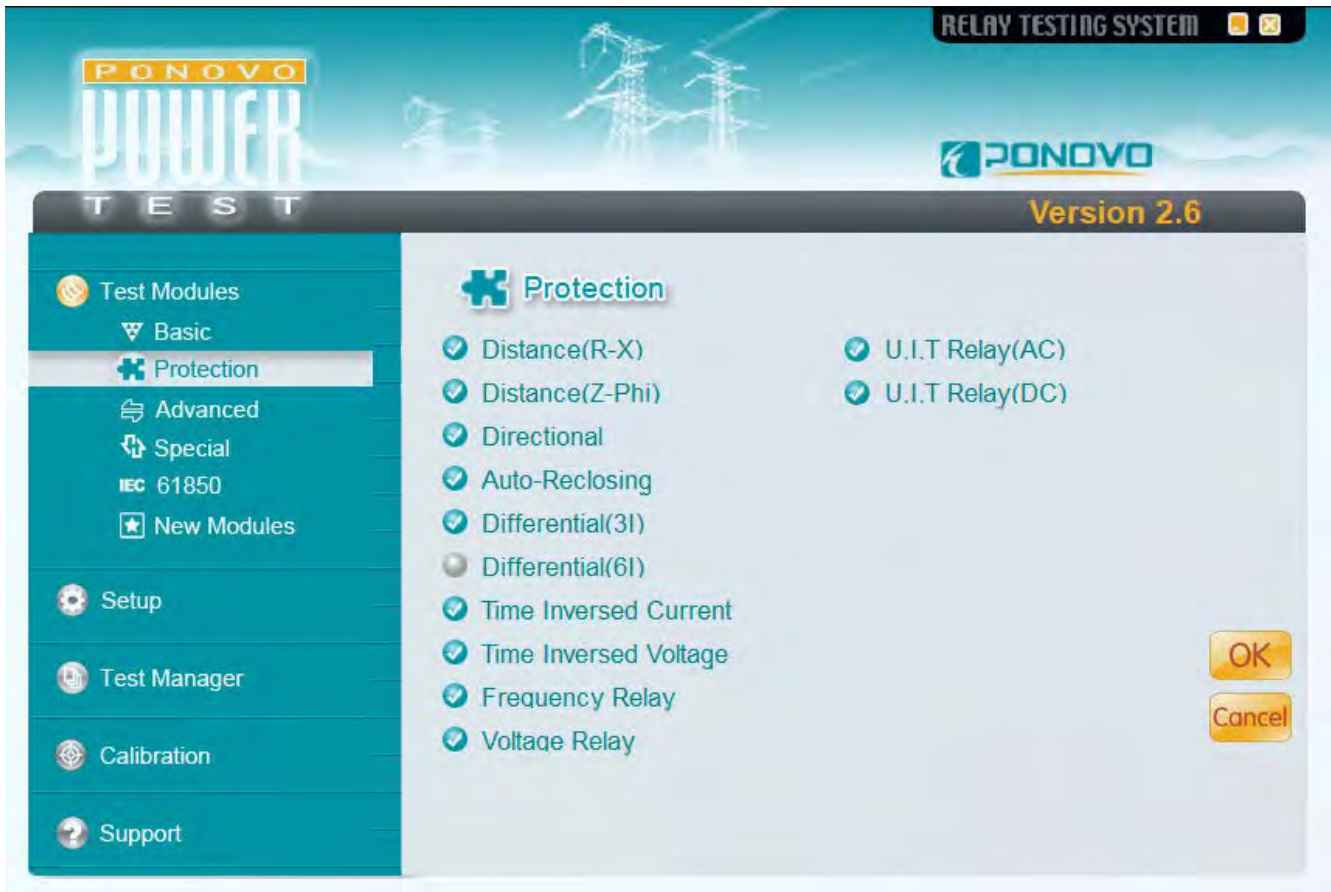 RELAY TESTING SYSTEM
PONOVO
POWER
TEST
PONOVO
Version 2.6
Test Modules
Basic
Protection
Advanced
Special
IEC 61850
New Modules
Setup
Test Manager
Calibration
Support
Protection
Distance(R-X)
Distance(Z-Phi)
Directional
Auto-Reclosing
Differential(3I)
Differential(6I)
Time Inversed Current
Time Inversed Voltage
Frequency Relay
Voltage Relay
U.I.T Relay(AC)
U.I.T Relay(DC)
OK
Cancel